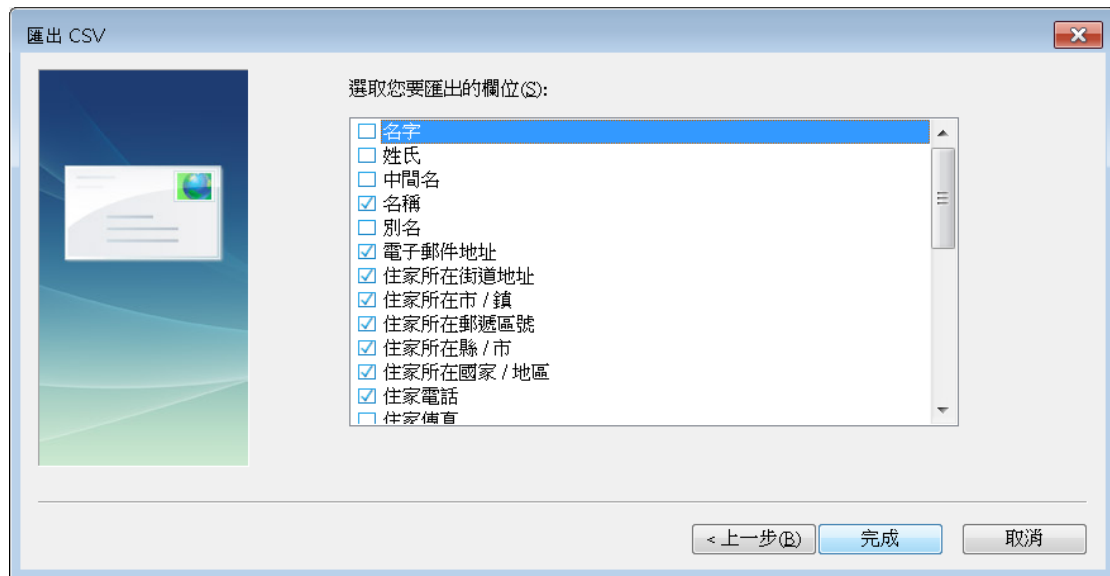 匯出 CSV
選取您要匯出的欄位(S):
名字
姓氏
中間名
名稱
別名
電子郵件地址
住家所在街道地址
住家所在市 / 鎮
住家所在郵遞區號
住家所在縣 / 市
住家所在國家 / 地區
住家電話
住家傳真
< 上一步(B)
完成
取消